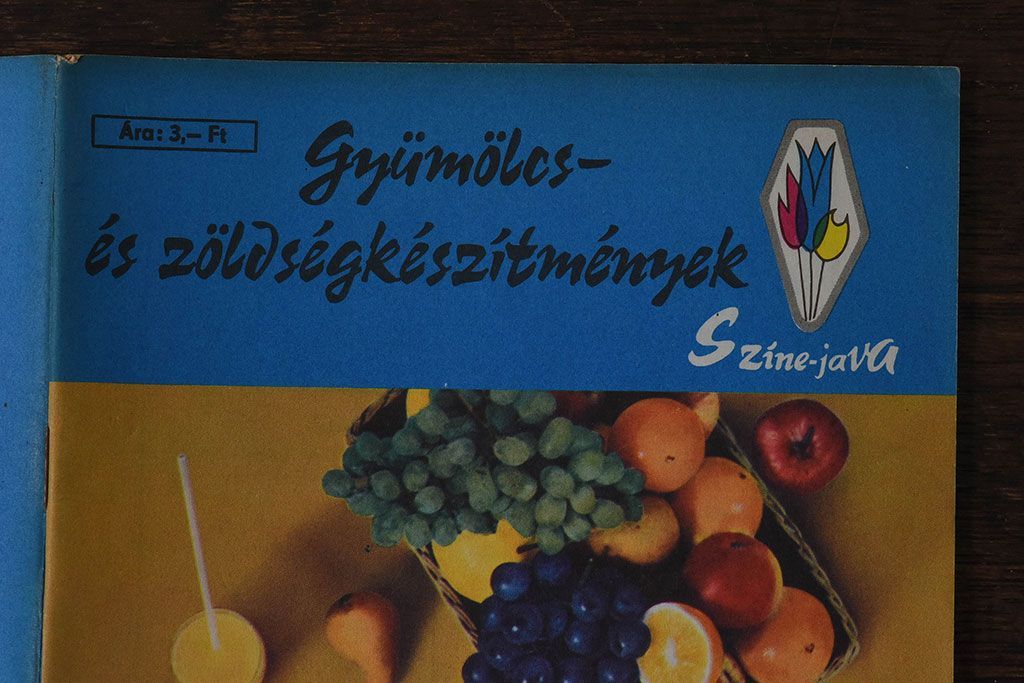 Ára: 3,– Ft
Gyümölcs-
és zöldségkészítmények
Színe-java